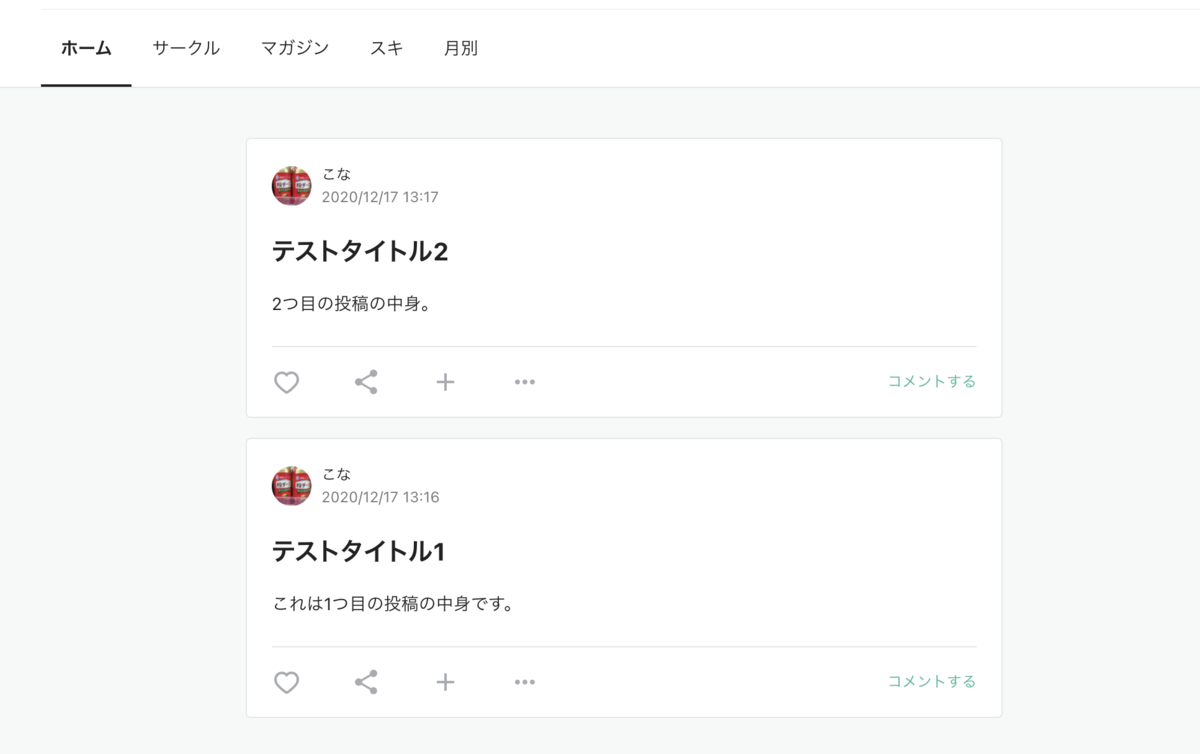 ホーム サークル マガジン スキ 月別
こな
2020/12/17 13:17
テストタイトル2
2つ目の投稿の中身。
コメントする
こな
2020/12/17 13:16
テストタイトル1
これは1つ目の投稿の中身です。
コメントする